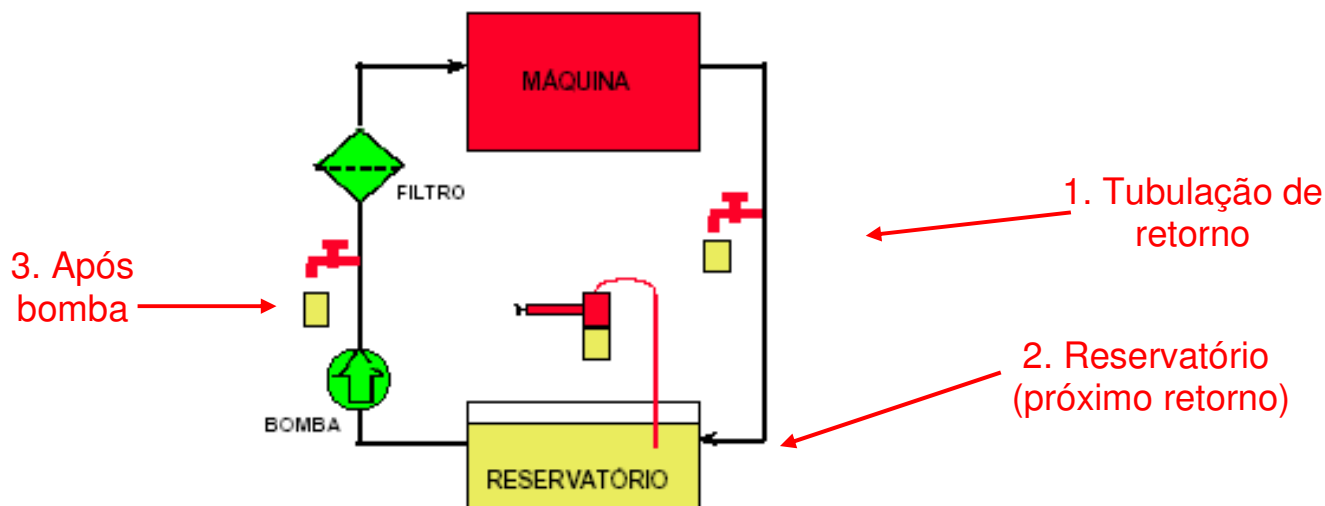 MÁQUINA
FILTRO
1. Tubulação de
retorno
3. Após
bomba
2. Reservatório
(próximo retorno)
BOMBA
RESERVATÓRIO